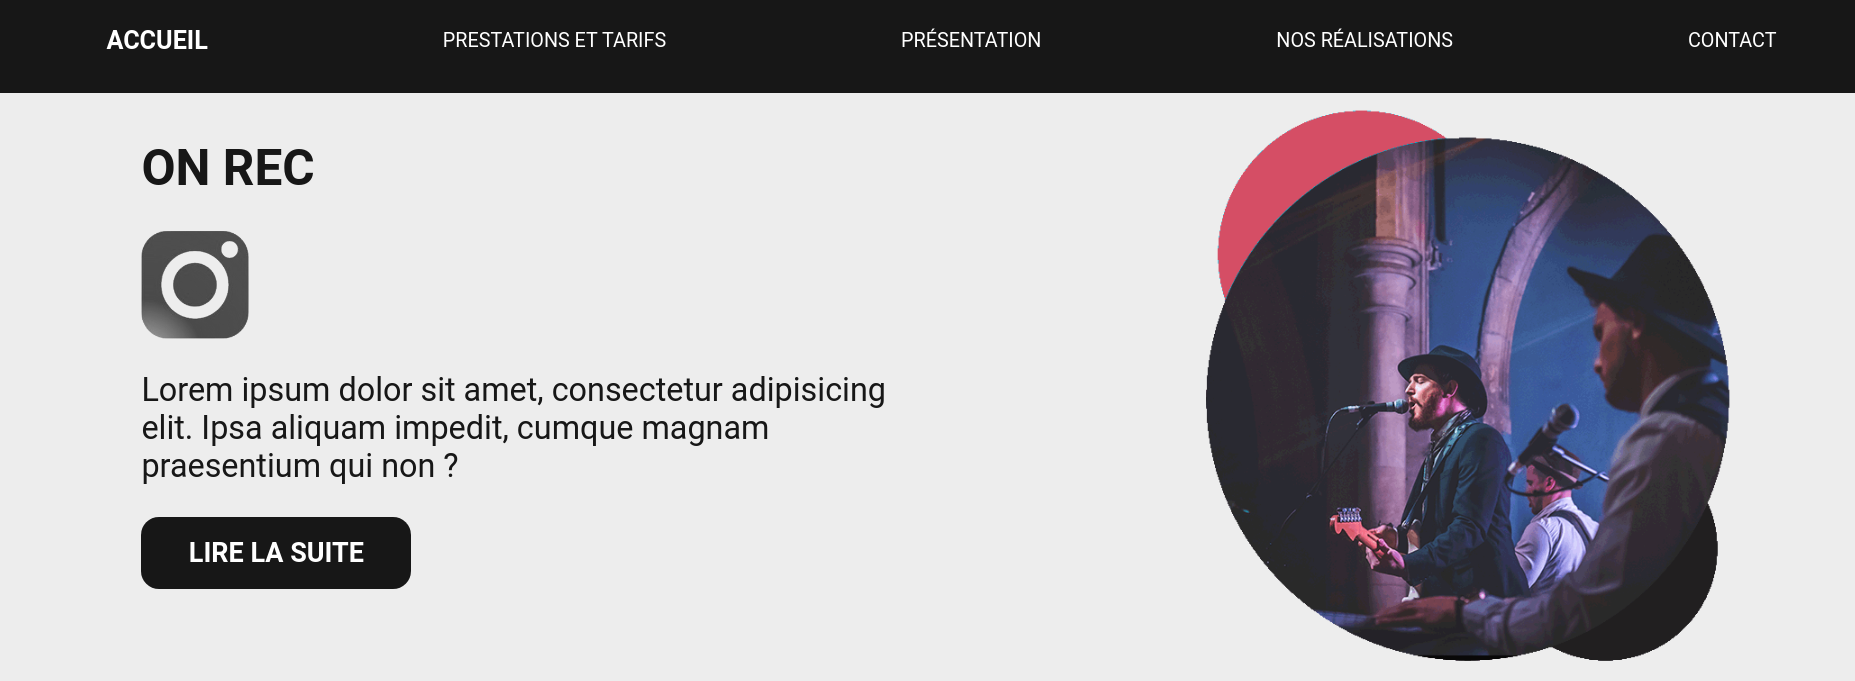 ACCUEIL
PRESTATIONS ET TARIFS
PRÉSENTATION
NOS RÉALISATIONS
CONTACT
ON REC
Lorem ipsum dolor sit amet, consectetur adipisicing
elit. Ipsa aliquam impedit, cumque magnam
praesentium qui non ?
LIRE LA SUITE